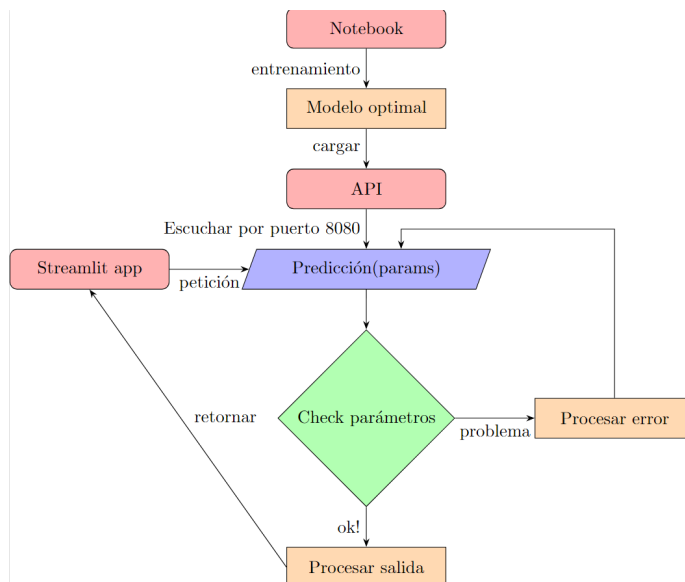 Notebook
entrenamiento
Modelo optimal
cargar
API
Escuchar por puerto 8080
Streamlit app
petición
Predicción(params)
retornar
Check parámetros
problema
Procesar error
ok!
Procesar salida